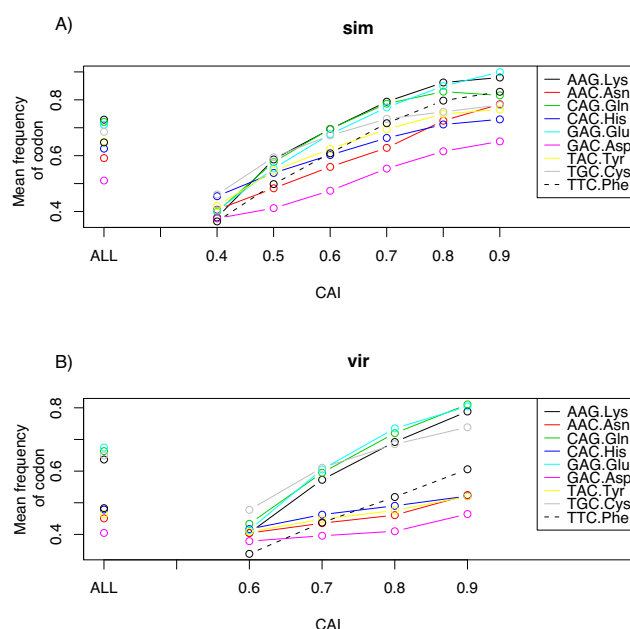 A)
sim
Mean frequency
of codon
0.8
0.6
0.4
ALL
0.4
0.5
0.6
0.7
0.8
0.9
CAI
AAG.Lys
AAC.Asn
CAG.Gln
CAC.His
GAG.Glu
GAC.Asp
TAC.Tyr
TGC.Cys
TTC.Phe
B)
vir
Mean frequency
of codon
0.8
0.6
0.4
ALL
0.6
0.7
0.8
0.9
CAI
AAG.Lys
AAC.Asn
CAG.Gln
CAC.His
GAG.Glu
GAC.Asp
TAC.Tyr
TGC.Cys
TTC.Phe